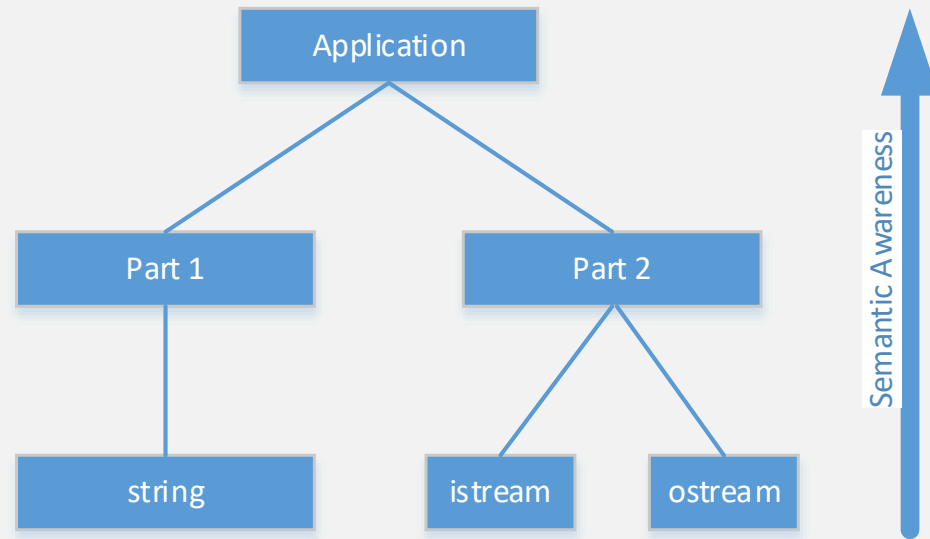 Application
Semantic Awareness
Part 1
Part 2
string
istream
ostream